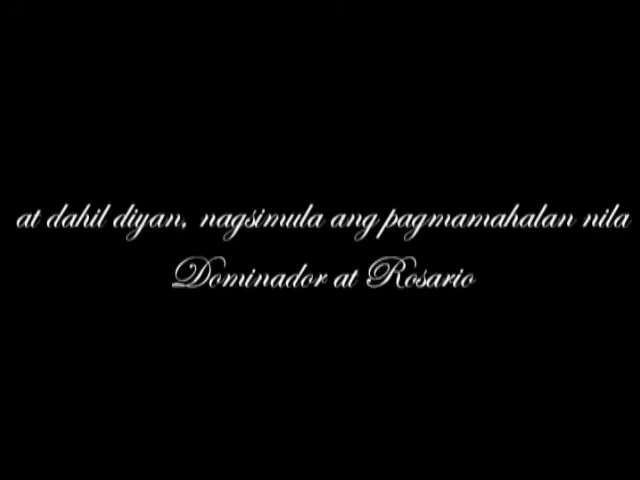 at dahil diyan, nagsimula ang pagmamahalan nila
Dominador at Rosario